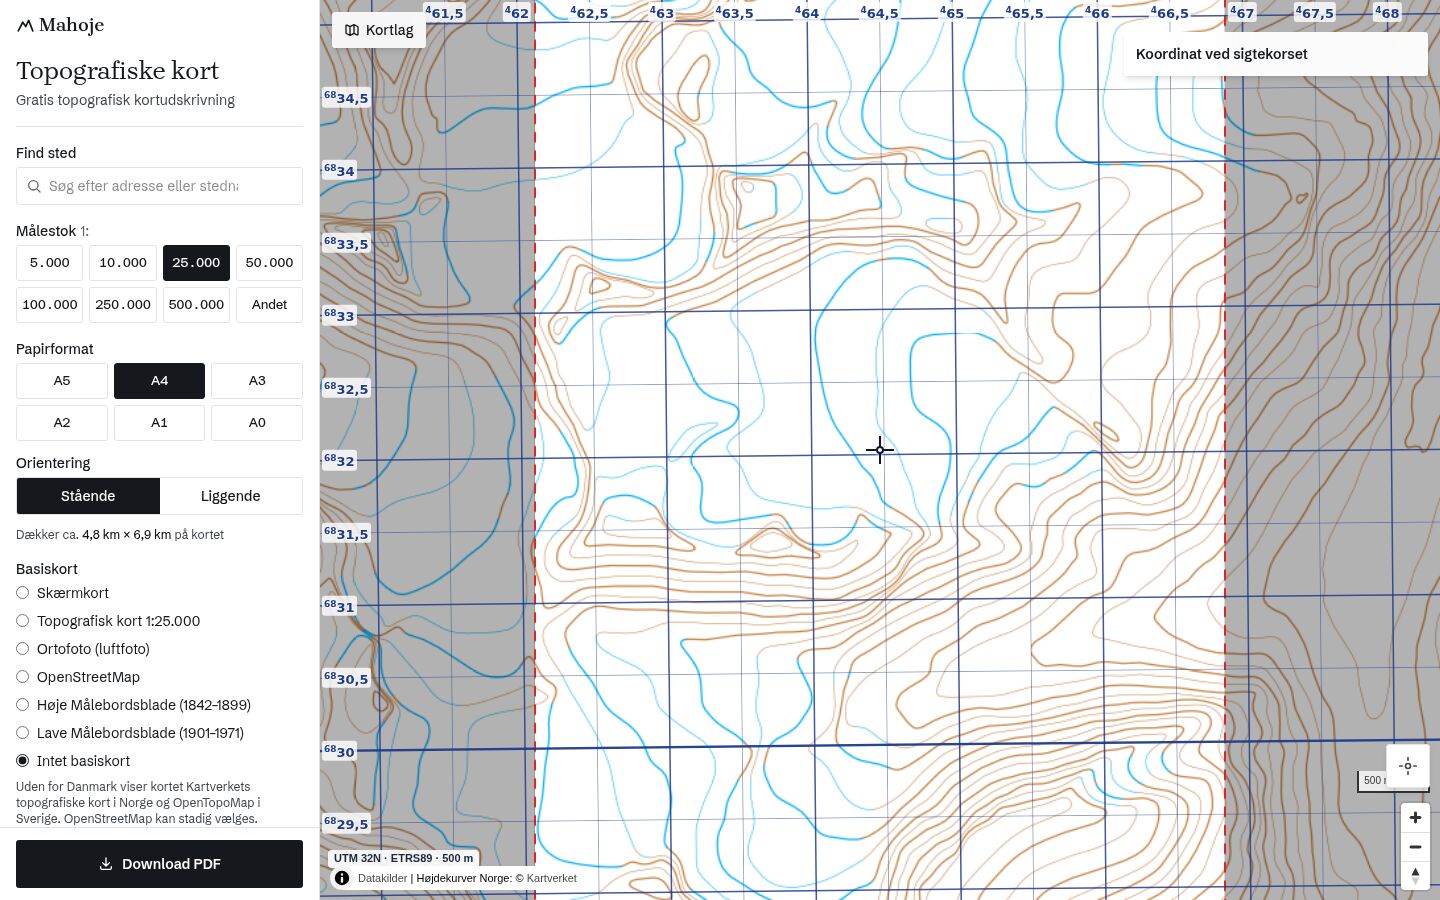 Mahoje
Topografiske kort
Gratis topografisk kortudskrivning
Find sted
Søg efter adresse eller stedn
Målestok 1:
5.000 10.000 25.000 50.000
100.000 250.000 500.000 Andet
Papirformat
A5 A4 A3
A2 A1 A0
Orientering
Stående Liggende
Dækker ca. 4,8 km × 6,9 km på kortet
Basiskort
Skærmkort
Topografisk kort 1:25.000
Ortofoto (luftfoto)
OpenStreetMap
Høje Målebordsblade (1842–1899)
Lave Målebordsblade (1901–1971)
Intet basiskort
Uden for Danmark viser kortet Kartverkets
topografiske kort i Norge og OpenTopoMap i
Sverige. OpenStreetMap kan stadig vælges.
Download PDF
Kortlag
461,5 462 462,5 463 463,5 464 464,5 465 465,5 466 466,5 467 467,5 468
Koordinat ved sigtekorset
6834,5
6834
6833,5
6833
6832,5
6832
6831,5
6831
6830,5
6830
6829,5
500
UTM 32N · ETRS89 · 500 m
Datakilder | Højdekurver Norge: © Kartverket